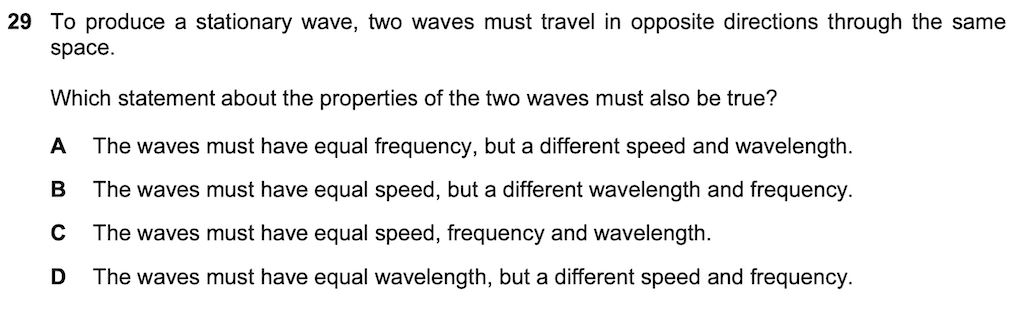 29 To produce a stationary wave, two waves must travel in opposite directions through the same
space.
Which statement about the properties of the two waves must also be true?
A The waves must have equal frequency, but a different speed and wavelength.
B The waves must have equal speed, but a different wavelength and frequency.
C The waves must have equal speed, frequency and wavelength.
D The waves must have equal wavelength, but a different speed and frequency.